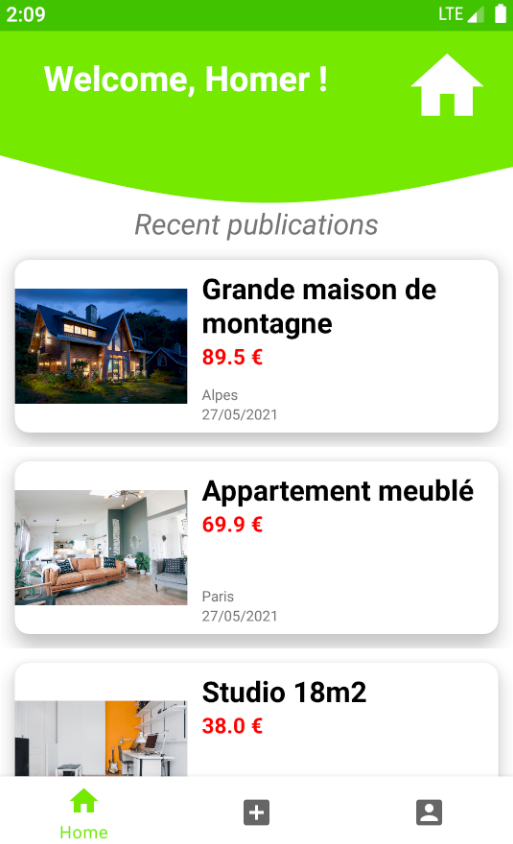 2:09
LTE
Welcome, Homer !
Recent publications
Grande maison de
montagne
89.5 €
Alpes
27/05/2021
Appartement meublé
69.9 €
Paris
27/05/2021
Studio 18m2
38.0 €
Home